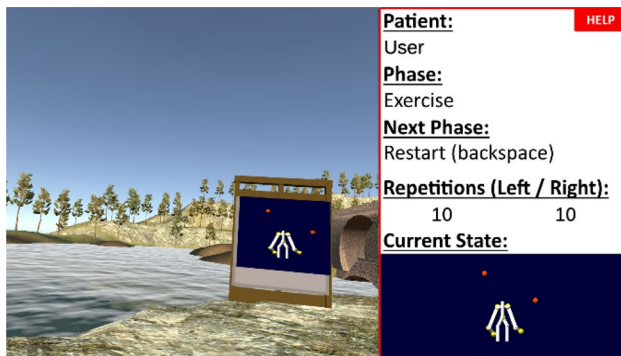 Patient:
HELP
User
Phase:
Exercise
Next Phase:
Restart (backspace)
Repetitions (Left / Right):
10 10
Current State: